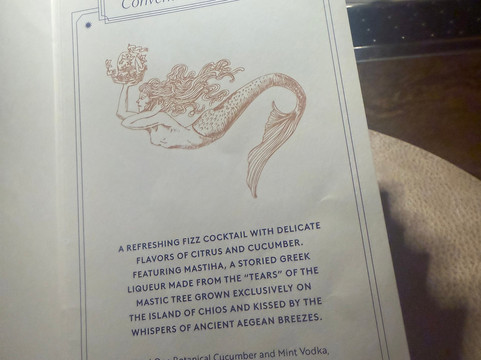 A REFRESHING FIZZ COCKTAIL WITH DELICATE
FLAVORS OF CITRUS AND CUCUMBER.
FEATURING MASTIHA, A STORIED GREEK
LIQUEUR MADE FROM THE “TEARS” OF THE
MASTIC TREE GROWN EXCLUSIVELY ON
THE ISLAND OF CHIOS AND KISSED BY THE
WHISPERS OF ANCIENT AEGEAN BREEZES.
Botanical Cucumber and Mint Vodka,